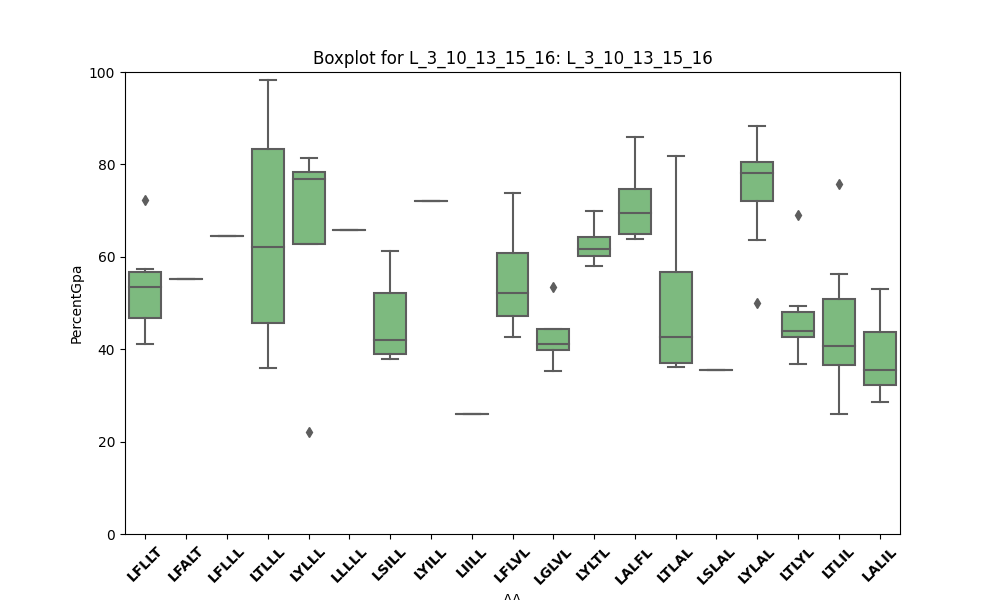 Boxplot for L_3_10_13_15_16: L_3_10_13_15_16
100
80
60
40
20
0
PercentGpa
LFLLT LFALT LFLLL LTLLL LYLLL LLLLL LSILL LYILL LIILL LFLVL LGLVL LYLTL LALFL LTLAL LSLAL LYLAL LTLYL LTLIL LALIL